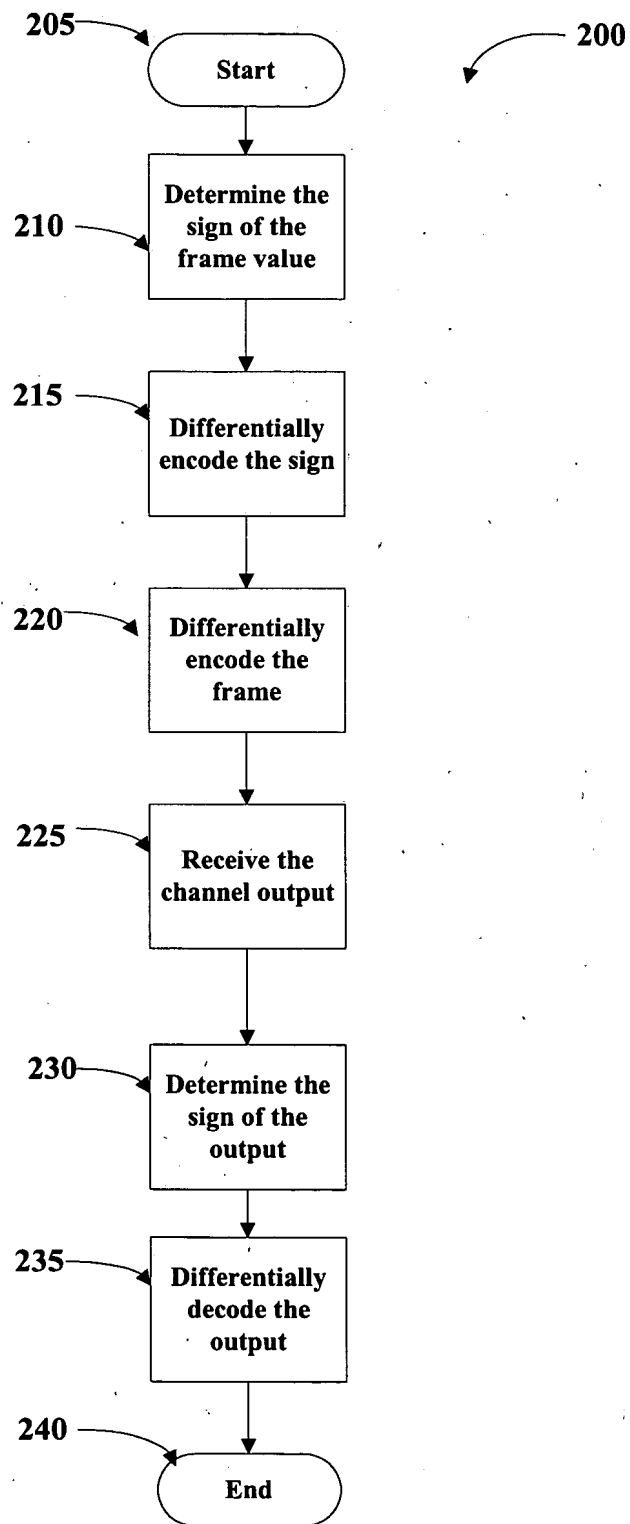 205
200
Start
Determine the
sign of the
frame value
210
215
Differentially
encode the sign
220
Differentially
encode the
frame
225
Receive the
channel output
230
Determine the
sign of the
output
235
Differentially
decode the
output
240
End